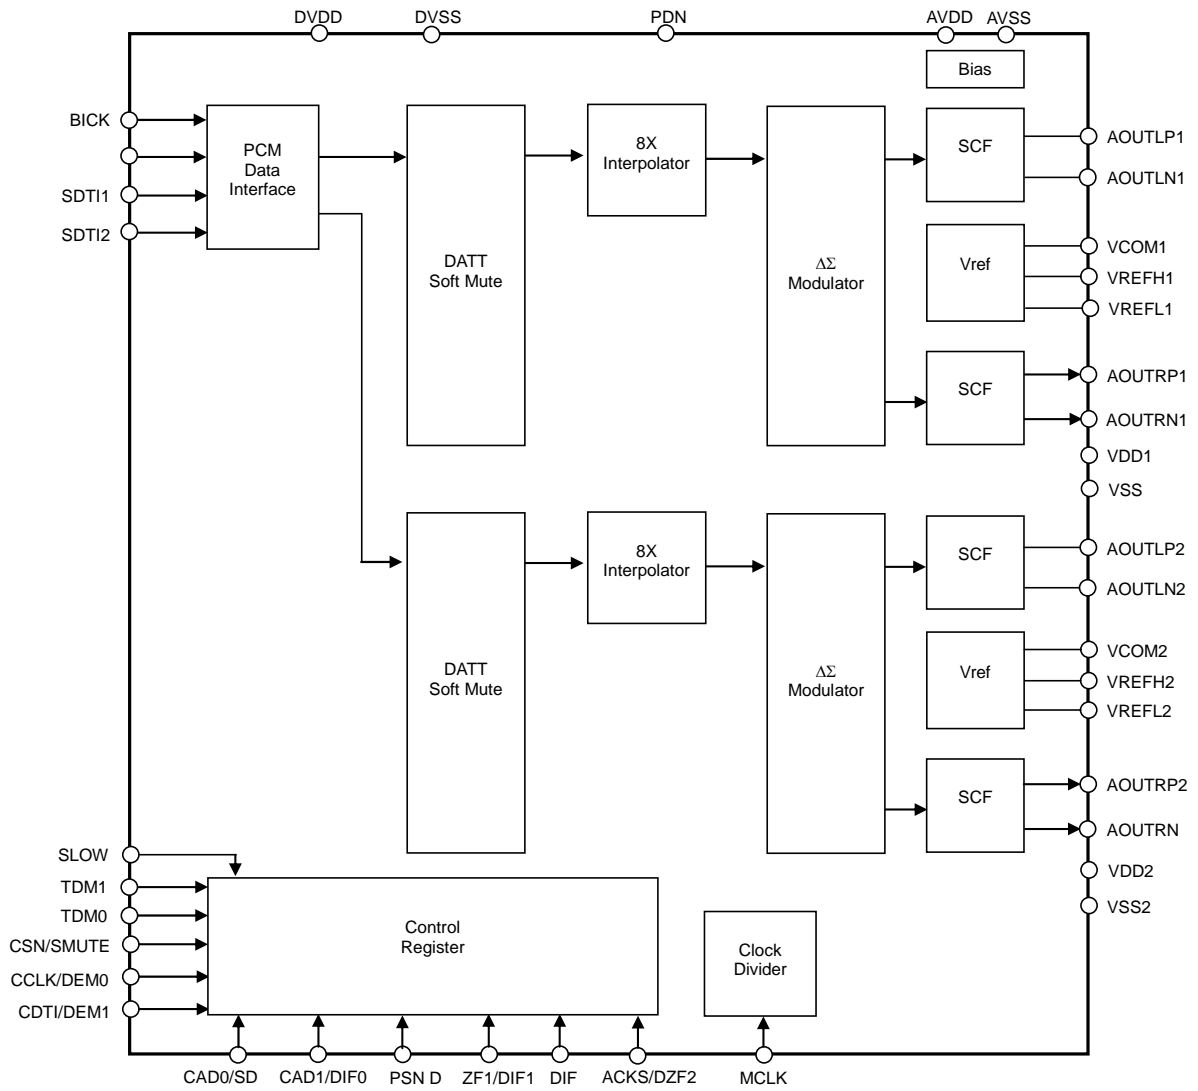 DVDD
DVSS
PDN
AVDD
AVSS
Bias
BICK
SDTI1
SDTI2
PCM
Data
Interface
DATT
Soft Mute
8X
Interpolator
ΔΣ
Modulator
SCF
AOUTLP1
AOUTLN1
Vref
VCOM1
VREFH1
VREFL1
SCF
AOUTRP1
AOUTRN1
VDD1
VSS
DATT
Soft Mute
8X
Interpolator
ΔΣ
Modulator
SCF
AOUTLP2
AOUTLN2
Vref
VCOM2
VREFH2
VREFL2
SCF
AOUTRP2
AOUTRN
VDD2
VSS2
SLOW
TDM1
TDM0
CSN/SMUTE
CCLK/DEM0
CDTI/DEM1
Control
Register
Clock
Divider
CAD0/SD
CAD1/DIF0
PSN D
ZF1/DIF1
DIF
ACKS/DZF2
MCLK